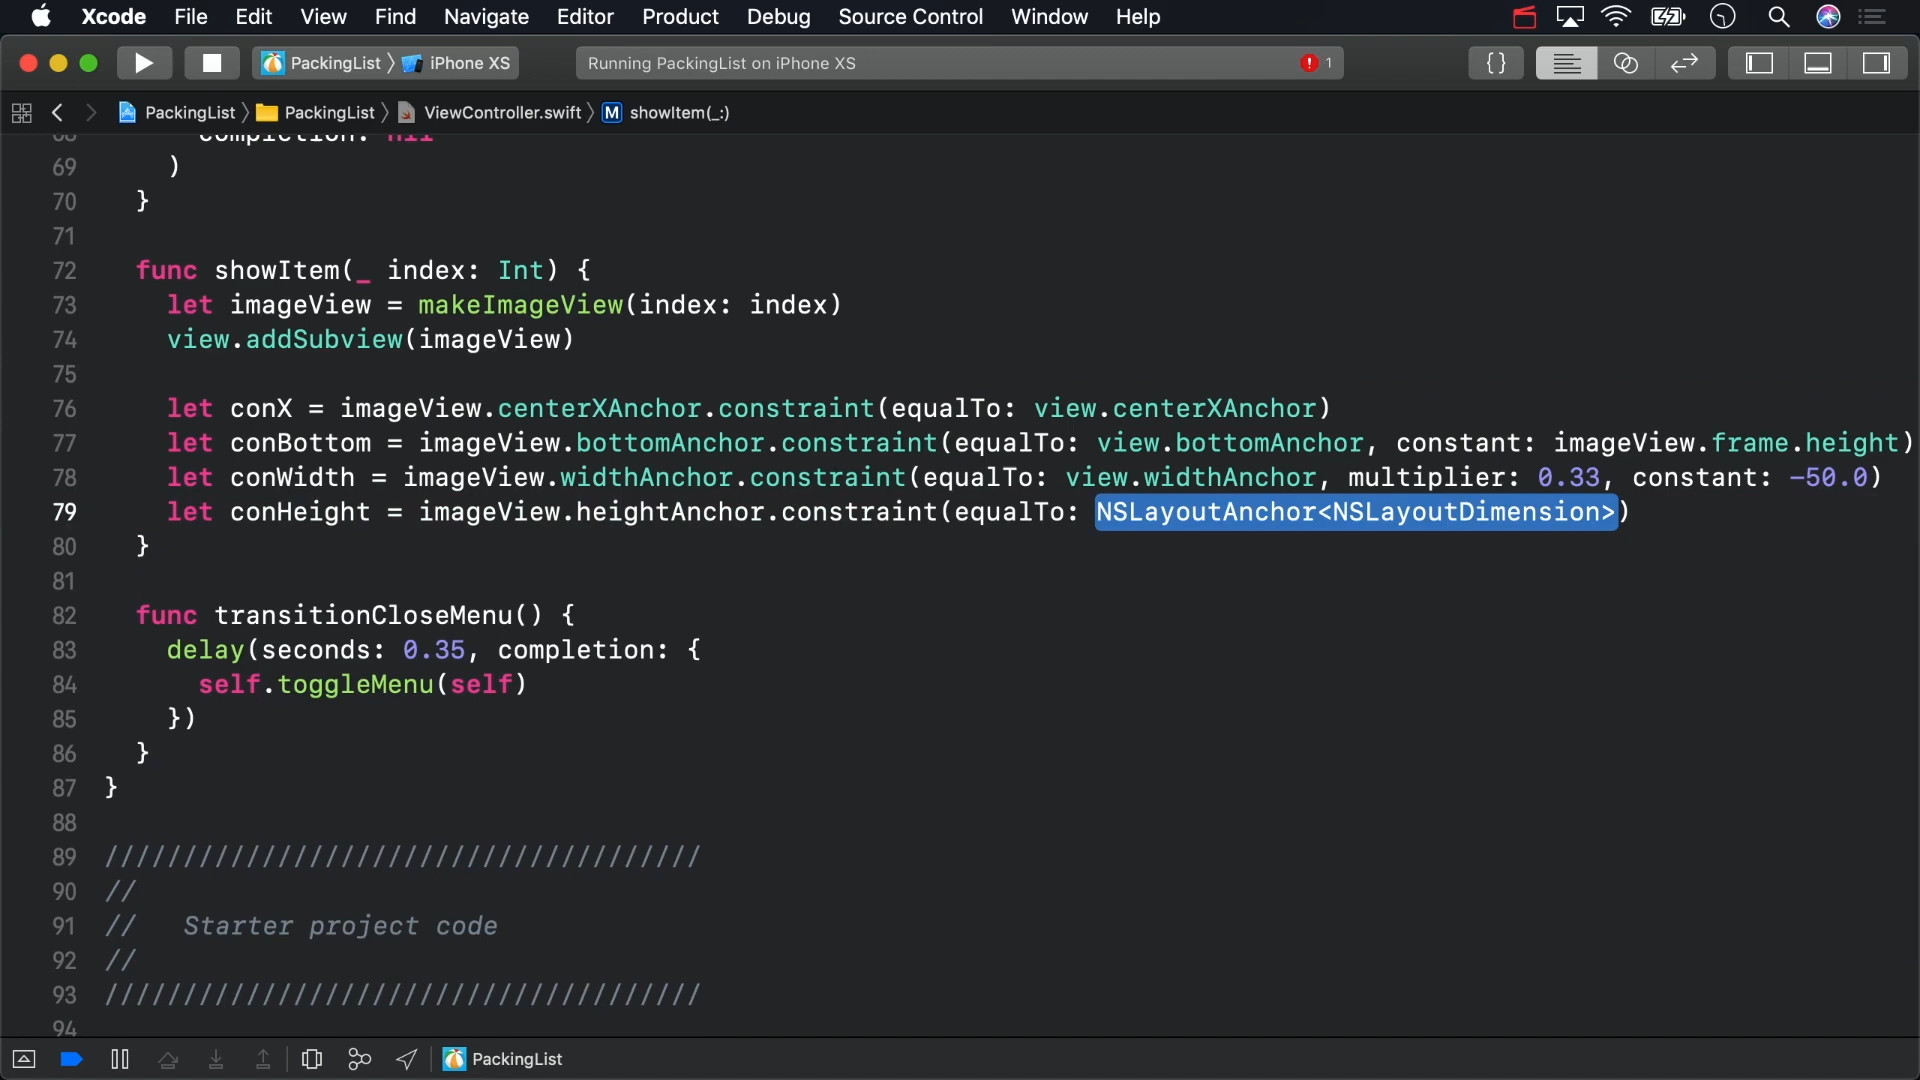 Xcode File Edit View Find Navigate Editor Product Debug Source Control Window Help
PackingList iPhone XS Running PackingList on iPhone XS 1 {}
PackingList PackingList ViewController.swift M showItem(_:)
68 completion: nil
69 )
70 }
71
72 func showItem(_ index: Int) {
73 let imageView = makeImageView(index: index)
74 view.addSubview(imageView)
75
76 let conX = imageView.centerXAnchor.constraint(equalTo: view.centerXAnchor)
77 let conBottom = imageView.bottomAnchor.constraint(equalTo: view.bottomAnchor, constant: imageView.frame.height)
78 let conWidth = imageView.widthAnchor.constraint(equalTo: view.widthAnchor, multiplier: 0.33, constant: -50.0)
79 let conHeight = imageView.heightAnchor.constraint(equalTo: NSLayoutAnchor<NSLayoutDimension>)
80 }
81
82 func transitionCloseMenu() {
83 delay(seconds: 0.35, completion: {
84 self.toggleMenu(self)
85 })
86 }
87 }
88
89 //////////////////////////////////////
90 //
91 // Starter project code
92 //
93 //////////////////////////////////////
94
PackingList